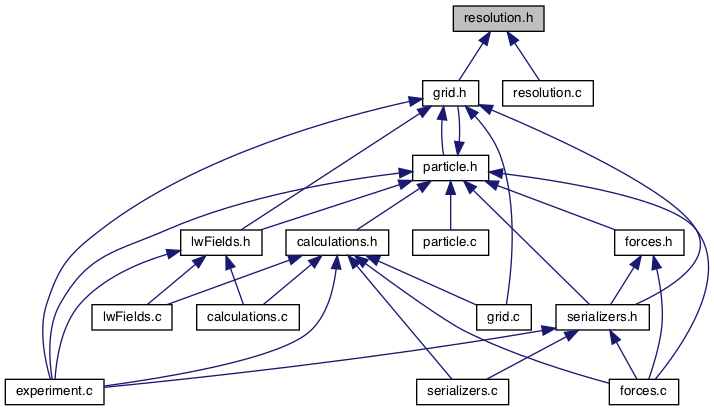 resolution.h
grid.h
resolution.c
particle.h
lwFields.h
calculations.h
particle.c
forces.h
lwFields.c
calculations.c
grid.c
serializers.h
experiment.c
serializers.c
forces.c